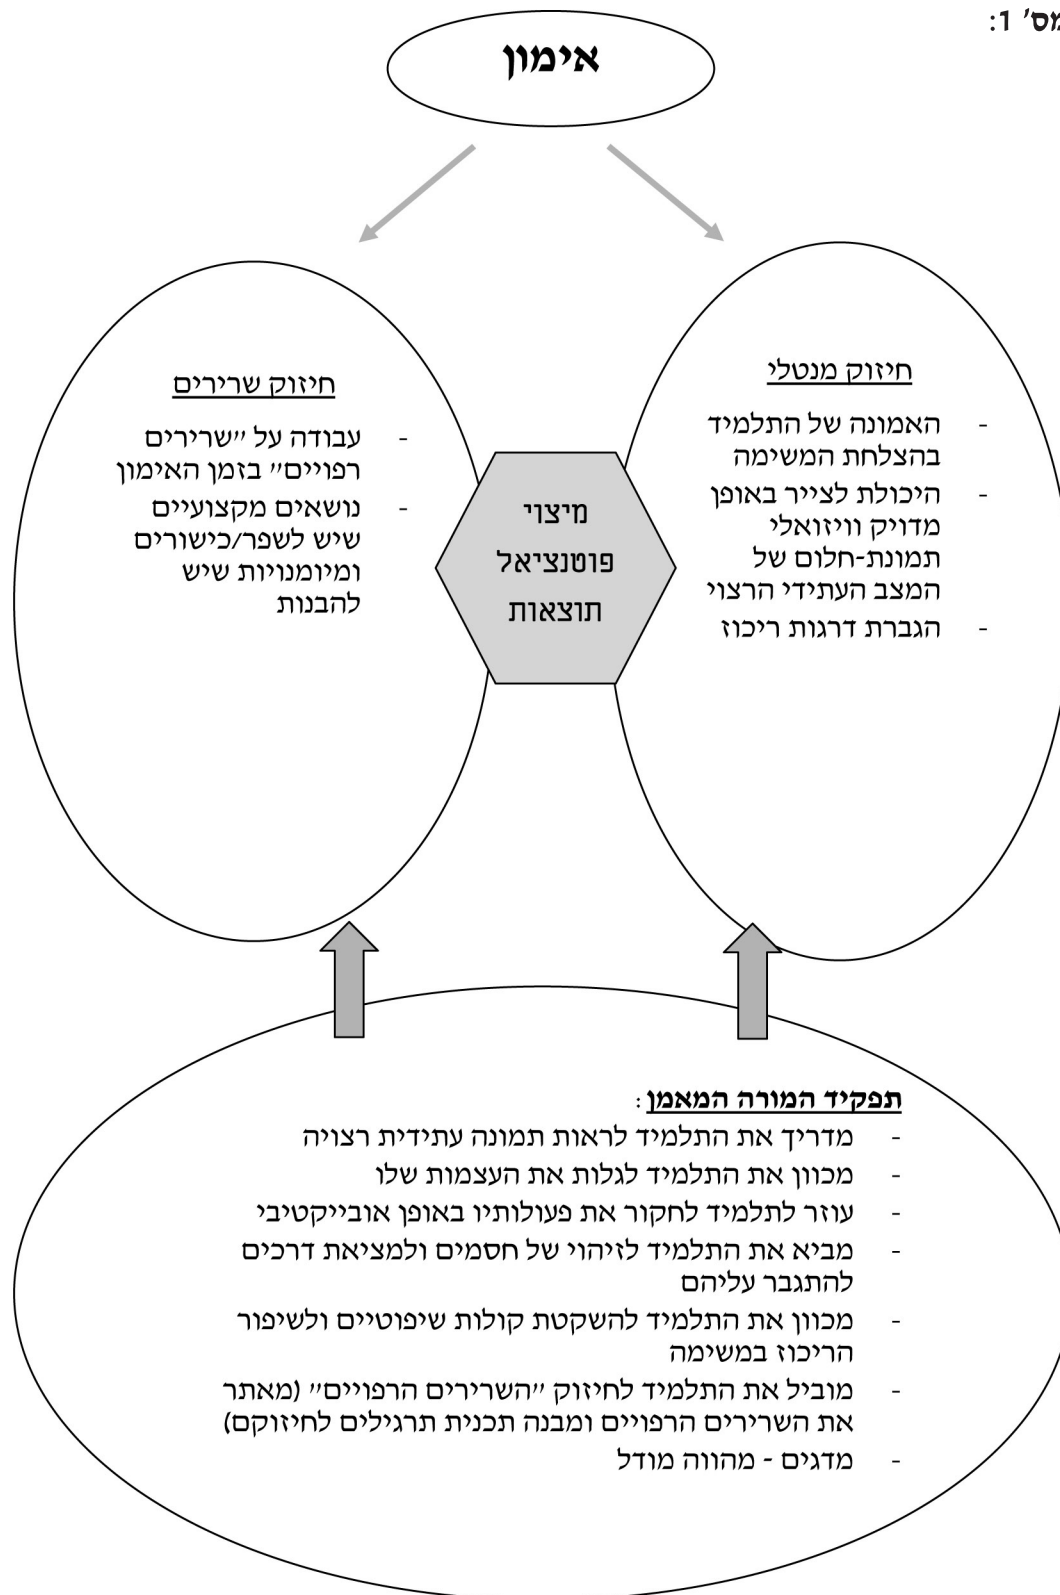 מס' 1:
אימון
חיזוק מנטלי
- האמונה של התלמיד
בהצלחת המשימה
- היכולת לצייר באופן
מדויק וויזואלי
תמונת-חלום של
המצב העתידי הרצוי
- הגברת דרגות ריכוז
חיזוק שרירים
- עבודה על ״שרירים
רפויים״ בזמן האימון
- נושאים מקצועיים
שיש לשפר/כישורים
ומיומנויות שיש
להבנות
מיצוי
פוטנציאל
תוצאות
תפקיד המורה המאמן:
- מדריך את התלמיד לראות תמונה עתידית רצויה
- מכוון את התלמיד לגלות את העצמות שלו
- עוזר לתלמיד לחקור את פעולותיו באופן אובייקטיבי
- מביא את התלמיד לזיהוי של חסמים ולמציאת דרכים
להתגבר עליהם
- מכוון את התלמיד להשקטת קולות שיפוטיים ולשיפור
הריכוז במשימה
- מוביל את התלמיד לחיזוק ״השרירים הרפויים״ (מאתר
את השרירים הרפויים ומבנה תכנית תרגילים לחיזוקם)
- מדגים - מהווה מודל